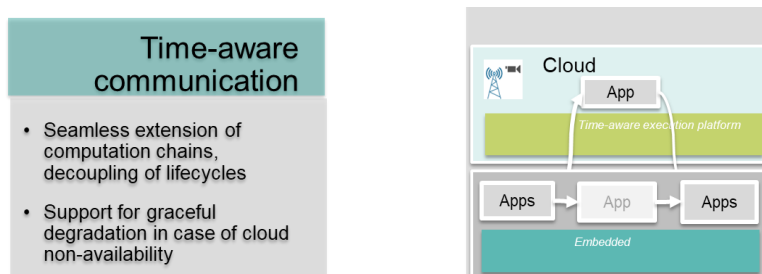 Time-aware
communication
• Seamless extension of
computation chains,
decoupling of lifecycles
• Support for graceful
degradation in case of cloud
non-availability
Cloud
App
Time-aware execution platform
Apps
App
Apps
Embedded